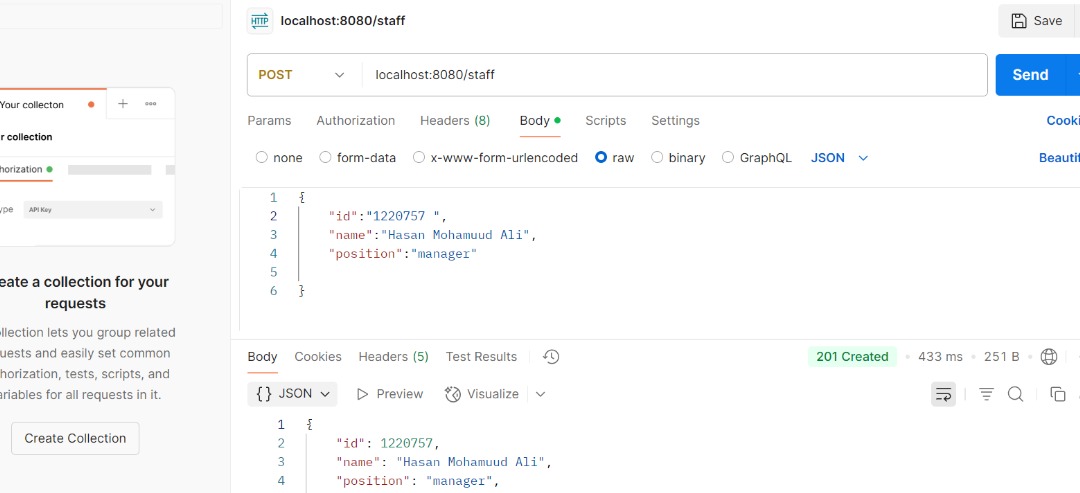 HTTP localhost:8080/staff
Save
POST localhost:8080/staff
Send
Your collecton
r collection
horization
ype API Key
eate a collection for your
requests
llection lets you group related
uests and easily set common
horization, tests, scripts, and
ariables for all requests in it.
Create Collection
Params Authorization Headers (8) Body Scripts Settings Cooki
none form-data x-www-form-urlencoded raw binary GraphQL JSON Beautif
1 {
2 "id":"1220757 ",
3 "name":"Hasan Mohamuud Ali",
4 "position":"manager"
5
6 }
Body Cookies Headers (5) Test Results 201 Created 433 ms 251 B
{} JSON Preview Visualize
1 {
2 "id": 1220757,
3 "name": "Hasan Mohamuud Ali",
4 "position": "manager",